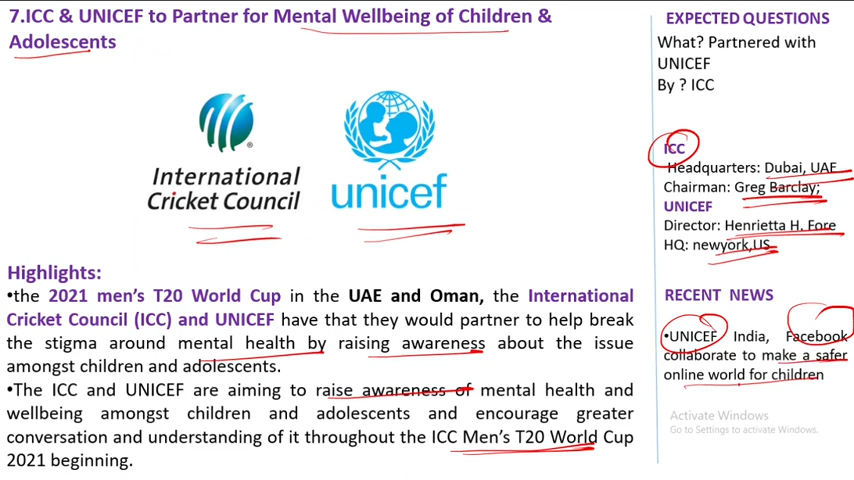 7.ICC & UNICEF to Partner for Mental Wellbeing of Children &
Adolescents
International
Cricket Council
®
unicef
Highlights:
•the 2021 men's T20 World Cup in the UAE and Oman, the International
Cricket Council (ICC) and UNICEF have that they would partner to help break
the stigma around mental health by raising awareness about the issue
amongst children and adolescents.
•The ICC and UNICEF are aiming to raise awareness of mental health and
wellbeing amongst children and adolescents and encourage greater
conversation and understanding of it throughout the ICC Men's T20 World Cup
2021 beginning.
EXPECTED QUESTIONS
What? Partnered with
UNICEF
By ? ICC
ICC
Headquarters: Dubai, UAE
Chairman: Greg Barclay;
UNICEF
Director: Henrietta H. Fore
HQ: newyork,US
RECENT NEWS
•UNICEF India, Facebook
collaborate to make a safer
online world for children
Activate Windows
Go to Settings to activate Windows.